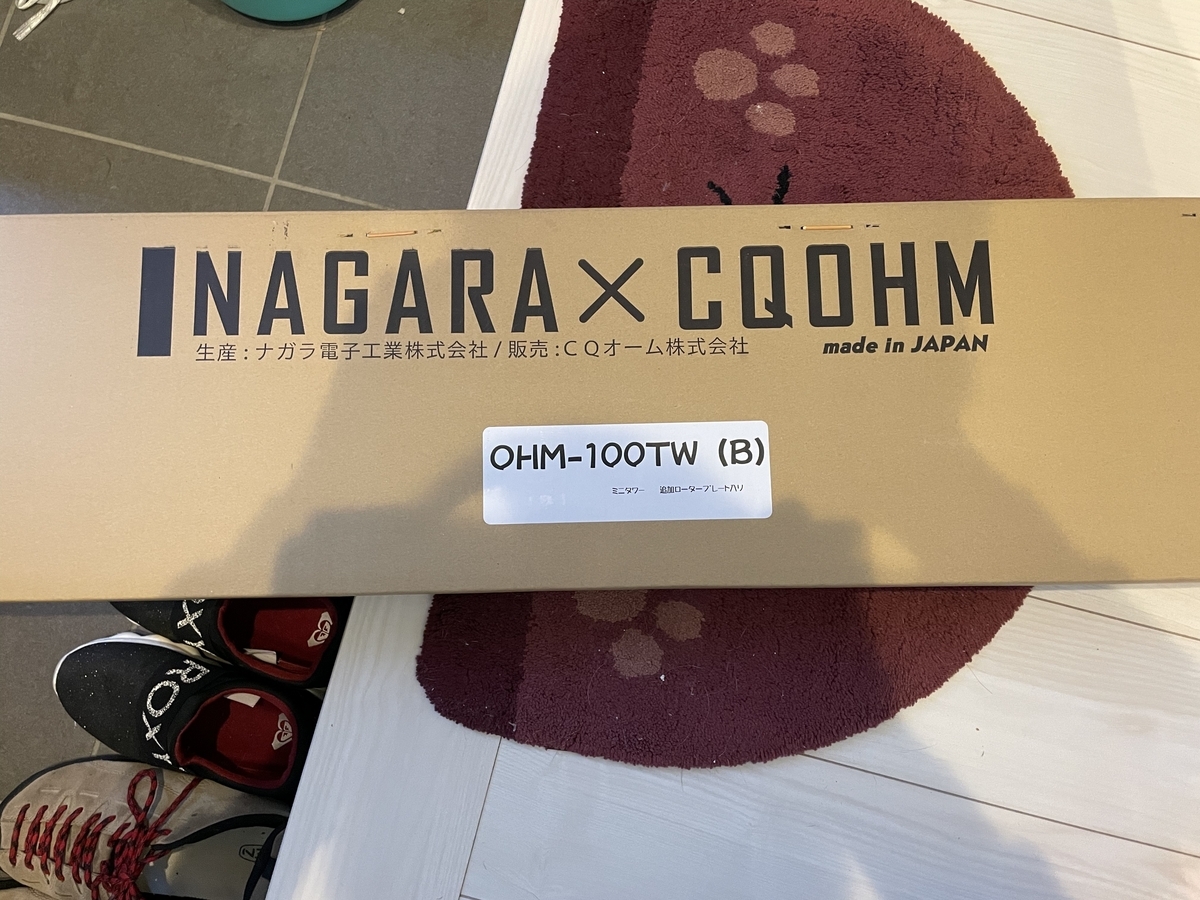 NAGARA×CQOHM
生産:ナガラ電子工業株式会社/販売:CQオーム株式会社
made in JAPAN
OHM-100TW (B)
ミニタワー 追加ローター​プレート入リ
ROXY